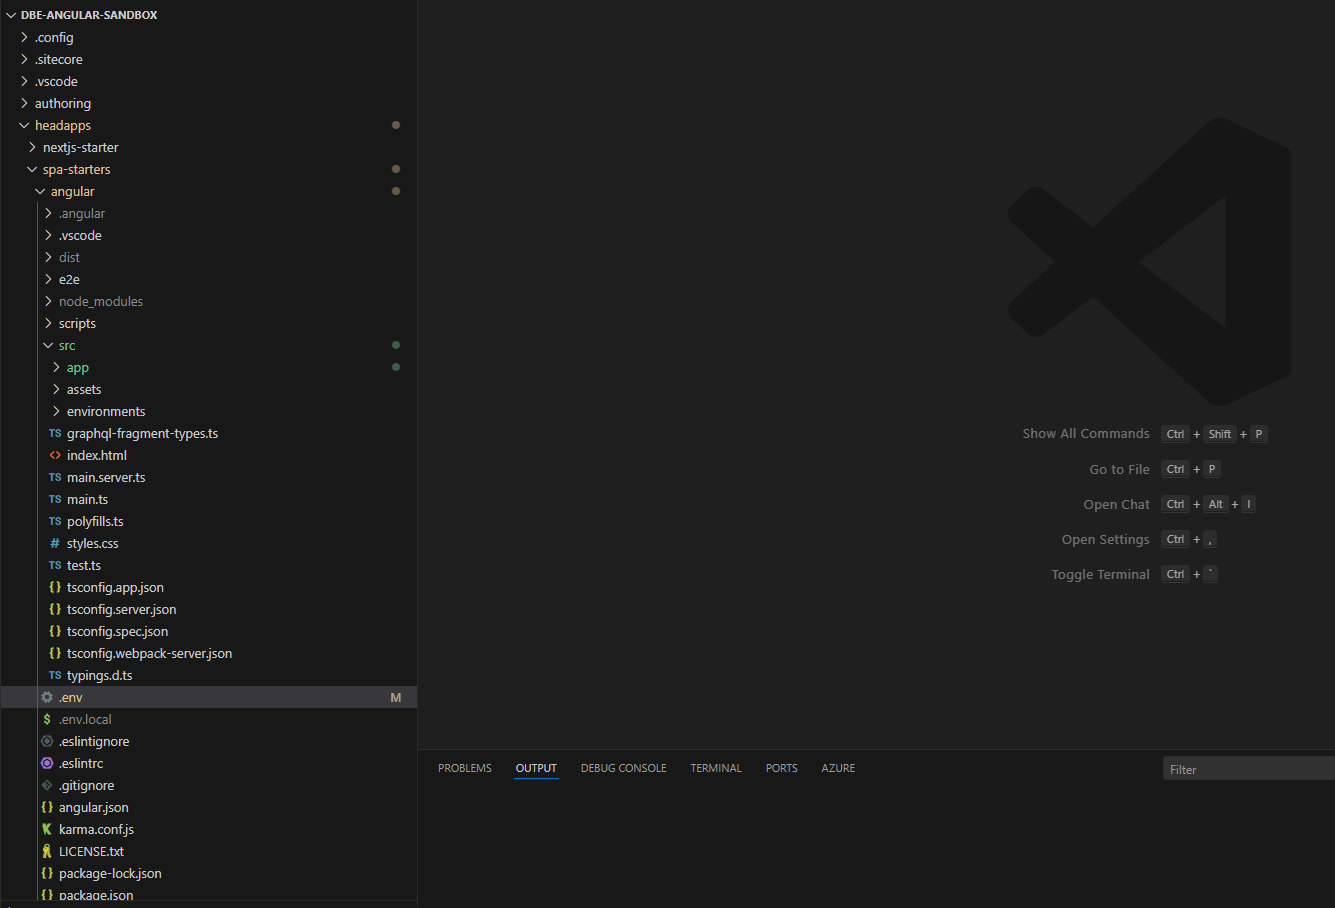 DBE-ANGULAR-SANDBOX
.config
.sitecore
.vscode
authoring
headapps
nextjs-starter
spa-starters
angular
.angular
.vscode
dist
e2e
node_modules
scripts
src
app
assets
environments
TS graphql-fragment-types.ts
<> index.html
TS main.server.ts
TS main.ts
TS polyfills.ts
# styles.css
TS test.ts
{} tsconfig.app.json
{} tsconfig.server.json
{} tsconfig.spec.json
{} tsconfig.webpack-server.json
TS typings.d.ts
.env M
$ .env.local
.eslintignore
.eslintrc
.gitignore
{} angular.json
K karma.conf.js
LICENSE.txt
{} package-lock.json
{} package.json
Show All Commands Ctrl + Shift + P
Go to File Ctrl + P
Open Chat Ctrl + Alt + I
Open Settings Ctrl + ,
Toggle Terminal Ctrl + `
PROBLEMS OUTPUT DEBUG CONSOLE TERMINAL PORTS AZURE Filter